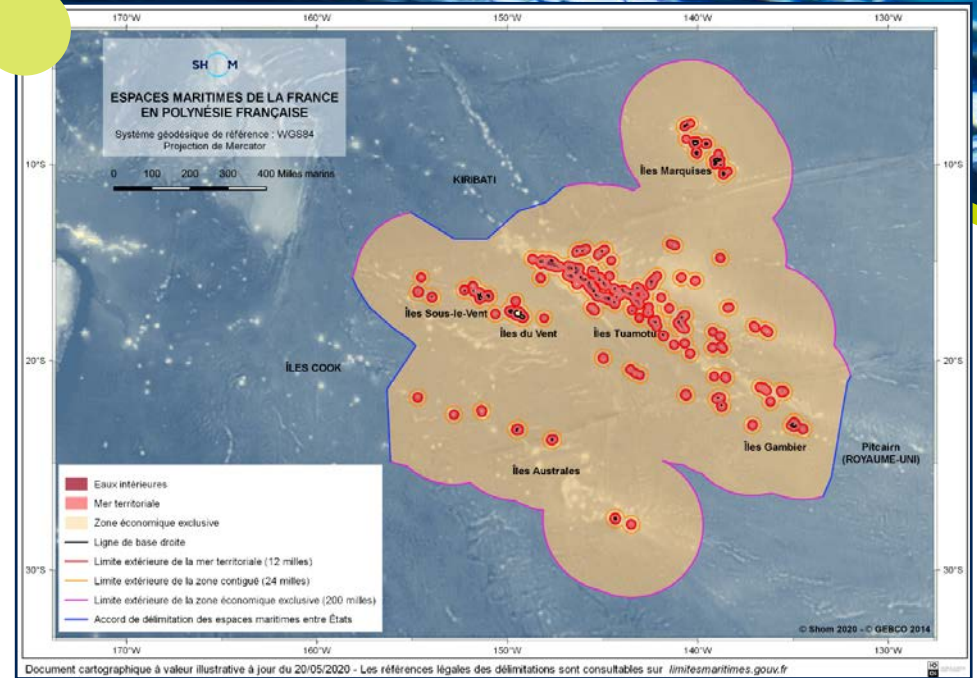 170°W 160°W 150°W 140°W 130°W
SH M
ESPACES MARITIMES DE LA FRANCE
EN POLYNÉSIE FRANÇAISE
Système géodésique de référence : WGS84
Projection de Mercator
0 100 200 300 400 Milles marins
10°S 10°S
KIRIBATI
Îles Marquises
Îles Sous-le-Vent
Îles du Vent
Îles Tuamotu
20°S 20°S
ÎLES COOK
Îles Gambier
Pitcairn
(ROYAUME-UNI)
Îles Australes
Eaux intérieures
Mer territoriale
Zone économique exclusive
Ligne de base droite
Limite extérieure de la mer territoriale (12 milles)
Limite extérieure de la zone contiguë (24 milles)
Limite extérieure de la zone économique exclusive (200 milles)
Accord de délimitation des espaces maritimes entre États
30°S 30°S
© Shom 2020 - © GEBCO 2014
170°W 160°W 150°W 140°W 130°W
Document cartographique à valeur illustrative à jour du 20/05/2020 - Les références légales des délimitations sont consultables sur limitesmaritimes.gouv.fr